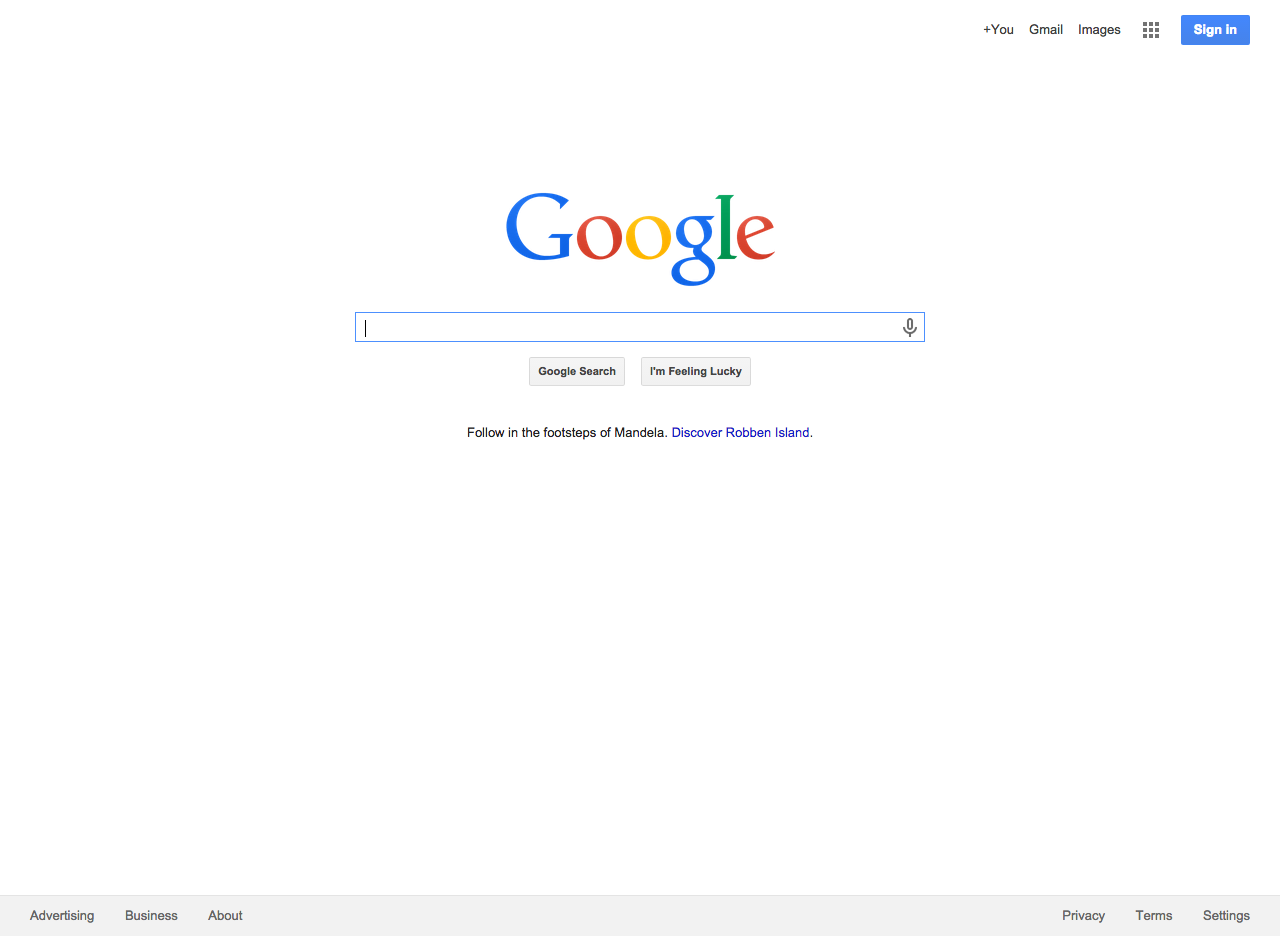 +You Gmail Images Sign in
Google
Google Search I'm Feeling Lucky
Follow in the footsteps of Mandela. Discover Robben Island.
Advertising Business About Privacy Terms Settings